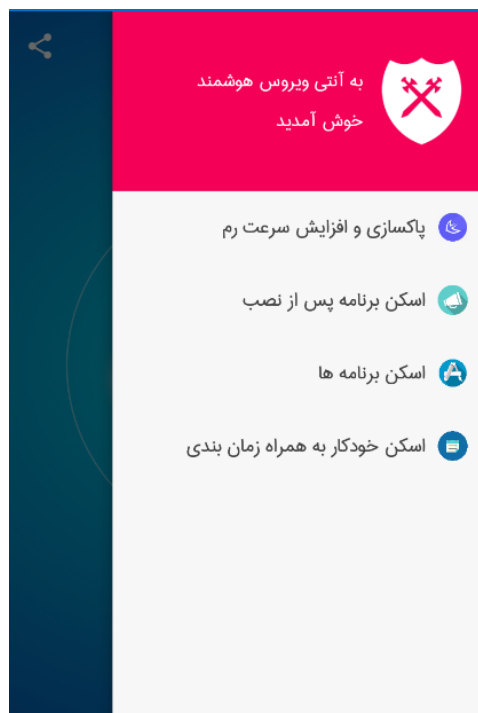 به آنتی ویروس هوشمند
خوش آمدید
پاکسازی و افزایش سرعت رم
اسکن برنامه پس از نصب
اسکن برنامه ها
اسکن خودکار به همراه زمان بندی